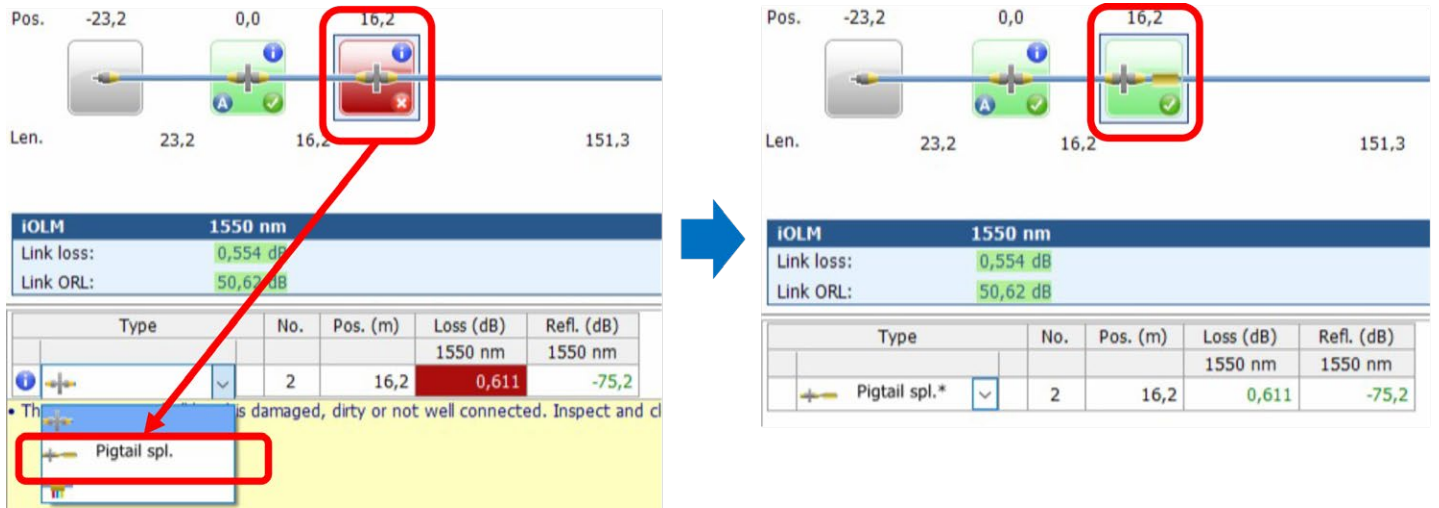 Pos. -23,2 0,0 16,2
A
Len. 23,2 16,2 151,3
iOLM 1550 nm
Link loss: 0,554 dB
Link ORL: 50,62 dB
Type No. Pos. (m) Loss (dB) Refl. (dB)
1550 nm 1550 nm
2 16,2 0,611 -75,2
• Th is damaged, dirty or not well connected. Inspect and cl
Pigtail spl.
Pos. -23,2 0,0 16,2
A
Len. 23,2 16,2 151,3
iOLM 1550 nm
Link loss: 0,554 dB
Link ORL: 50,62 dB
Type No. Pos. (m) Loss (dB) Refl. (dB)
1550 nm 1550 nm
Pigtail spl.* 2 16,2 0,611 -75,2